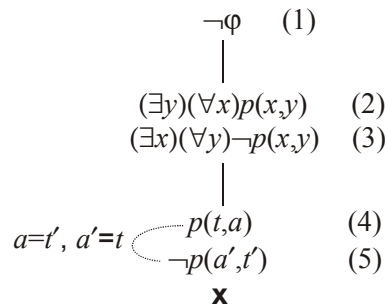 ¬φ (1)
(∃y)(∀x)p(x,y) (2)
(∃x)(∀y)¬p(x,y) (3)
a=t′, a′=t p(t,a) (4)
¬p(a′,t′) (5)
x